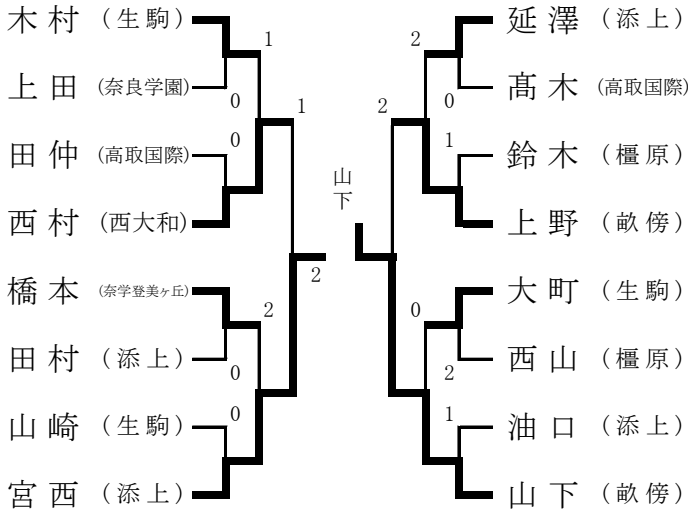 木村 (生駒)
1
上田 (奈良学園)
0
1
田仲 (高取国際)
0
西村 (西大和)
橋本 (奈学登美ヶ丘)
2
2
田村 (添上)
0
山崎 (生駒)
0
宮西 (添上)
山下
延澤 (添上)
2
髙木 (高取国際)
0
2
鈴木 (橿原)
1
上野 (畝傍)
大町 (生駒)
0
西山 (橿原)
2
油口 (添上)
1
山下 (畝傍)